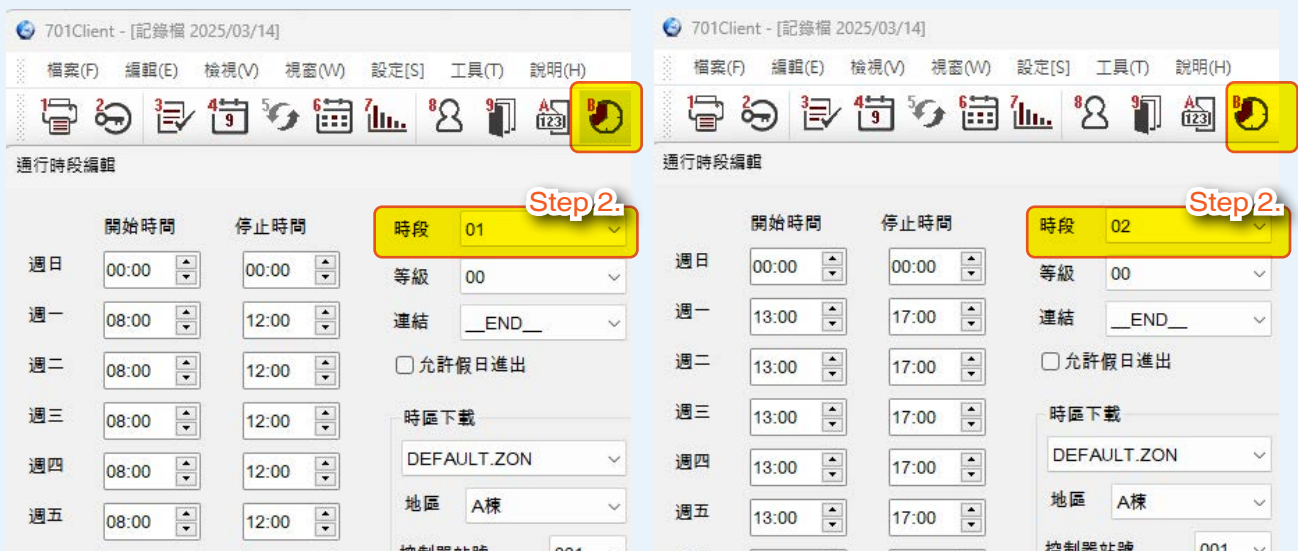 701Client - [記錄檔 2025/03/14]
檔案(F) 編輯(E) 檢視(V) 視窗(W) 設定[S] 工具(T) 說明(H)
1 2 3 4 9 5 6 7 8 9 A 123 B
通行時段編輯
Step 2.
開始時間 停止時間 時段 01
週日 00:00 00:00 等級 00
週一 08:00 12:00 連結 __END__
週二 08:00 12:00 允許假日進出
週三 08:00 12:00 時區下載
週四 08:00 12:00 DEFAULT.ZON
週五 08:00 12:00 地區 A棟
控制器站號 001
701Client - [記錄檔 2025/03/14]
檔案(F) 編輯(E) 檢視(V) 視窗(W) 設定[S] 工具(T) 說明(H)
1 2 3 4 9 5 6 7 8 9 A 123 B
通行時段編輯
Step 2.
開始時間 停止時間 時段 02
週日 00:00 00:00 等級 00
週一 13:00 17:00 連結 __END__
週二 13:00 17:00 允許假日進出
週三 13:00 17:00 時區下載
週四 13:00 17:00 DEFAULT.ZON
週五 13:00 17:00 地區 A棟
控制器站號 001